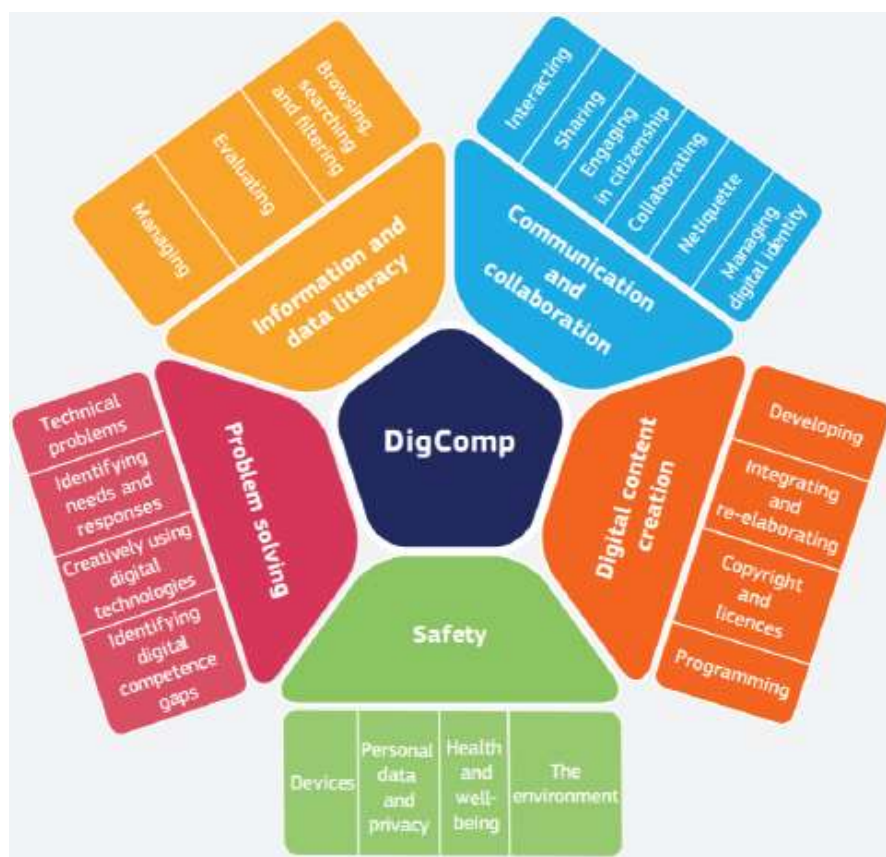 Browsing,
searching
and filtering
Evaluating
Managing
Information and
data literacy
Interacting
Sharing
Engaging
in citizenship
Collaborating
Netiquette
Managing
digital identity
Communication
and
collaboration
DigComp
Developing
Integrating
and
re-elaborating
Copyright
and
licences
Programming
Digital content
creation
Technical
problems
Identifying
needs and
responses
Creatively using
digital
technologies
Identifying
digital
competence
gaps
Problem solving
Safety
Devices
Personal
data
and
privacy
Health
and
well-
being
The
environment